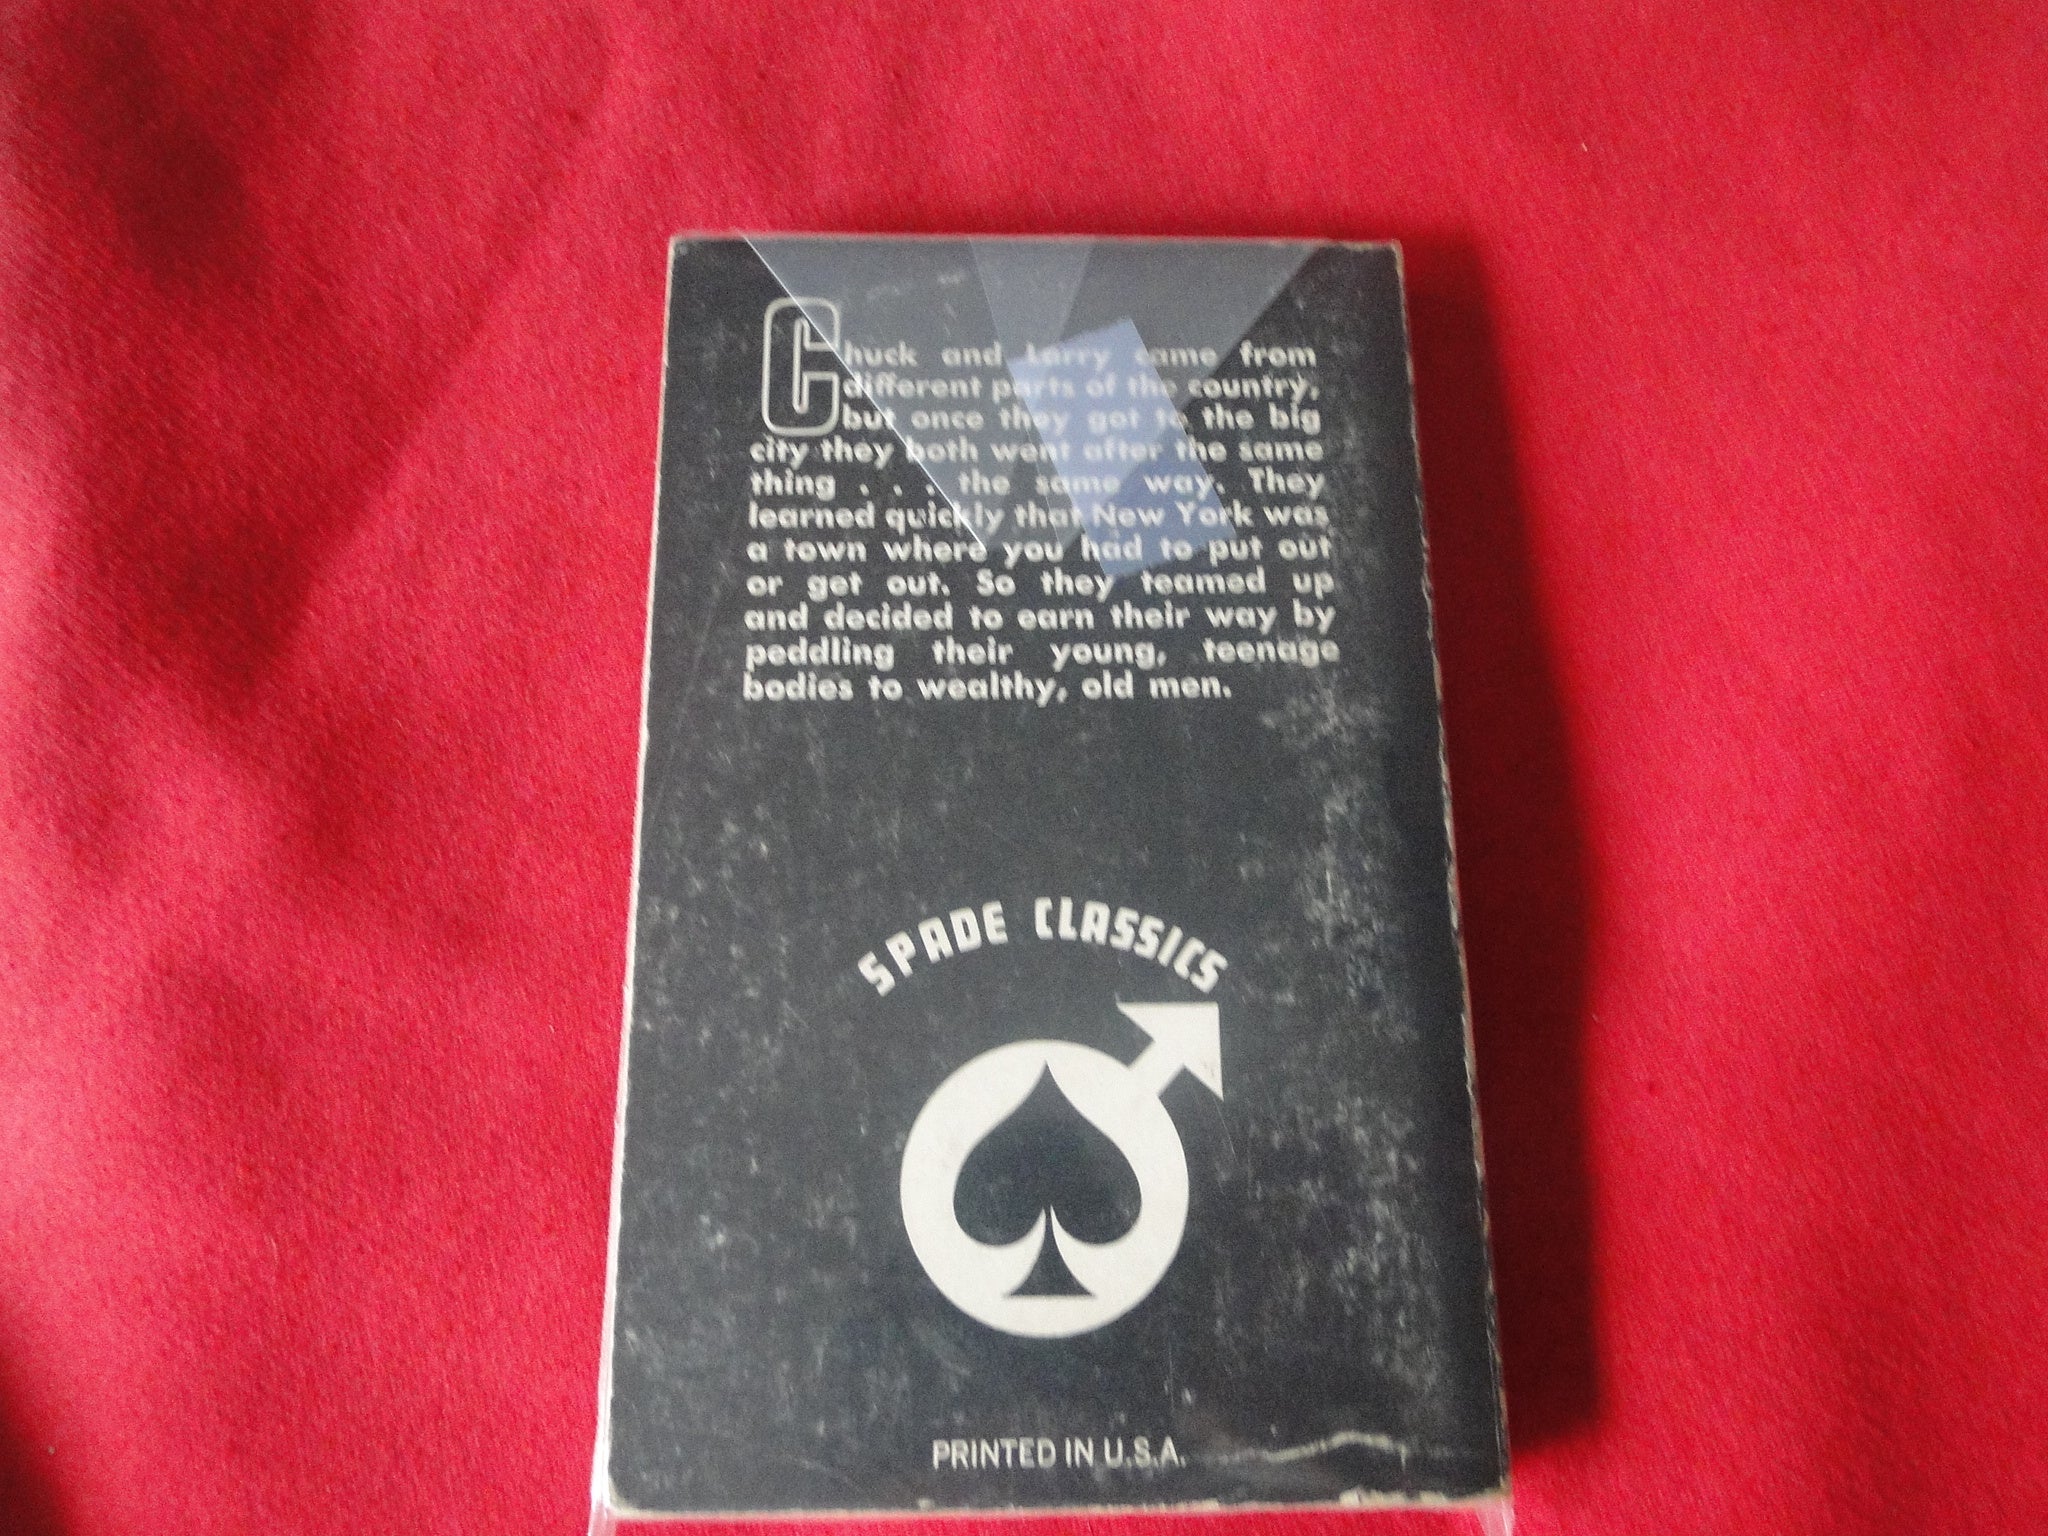 Chuck and Larry came from
different parts of the country,
but once they got to the big
city they both went after the same
thing . . . the same way. They
learned quickly that New York was
a town where you had to put out
or get out. So they teamed up
and decided to earn their way by
peddling their young, teenage
bodies to wealthy, old men.
SPADE CLASSICS
PRINTED IN U.S.A.